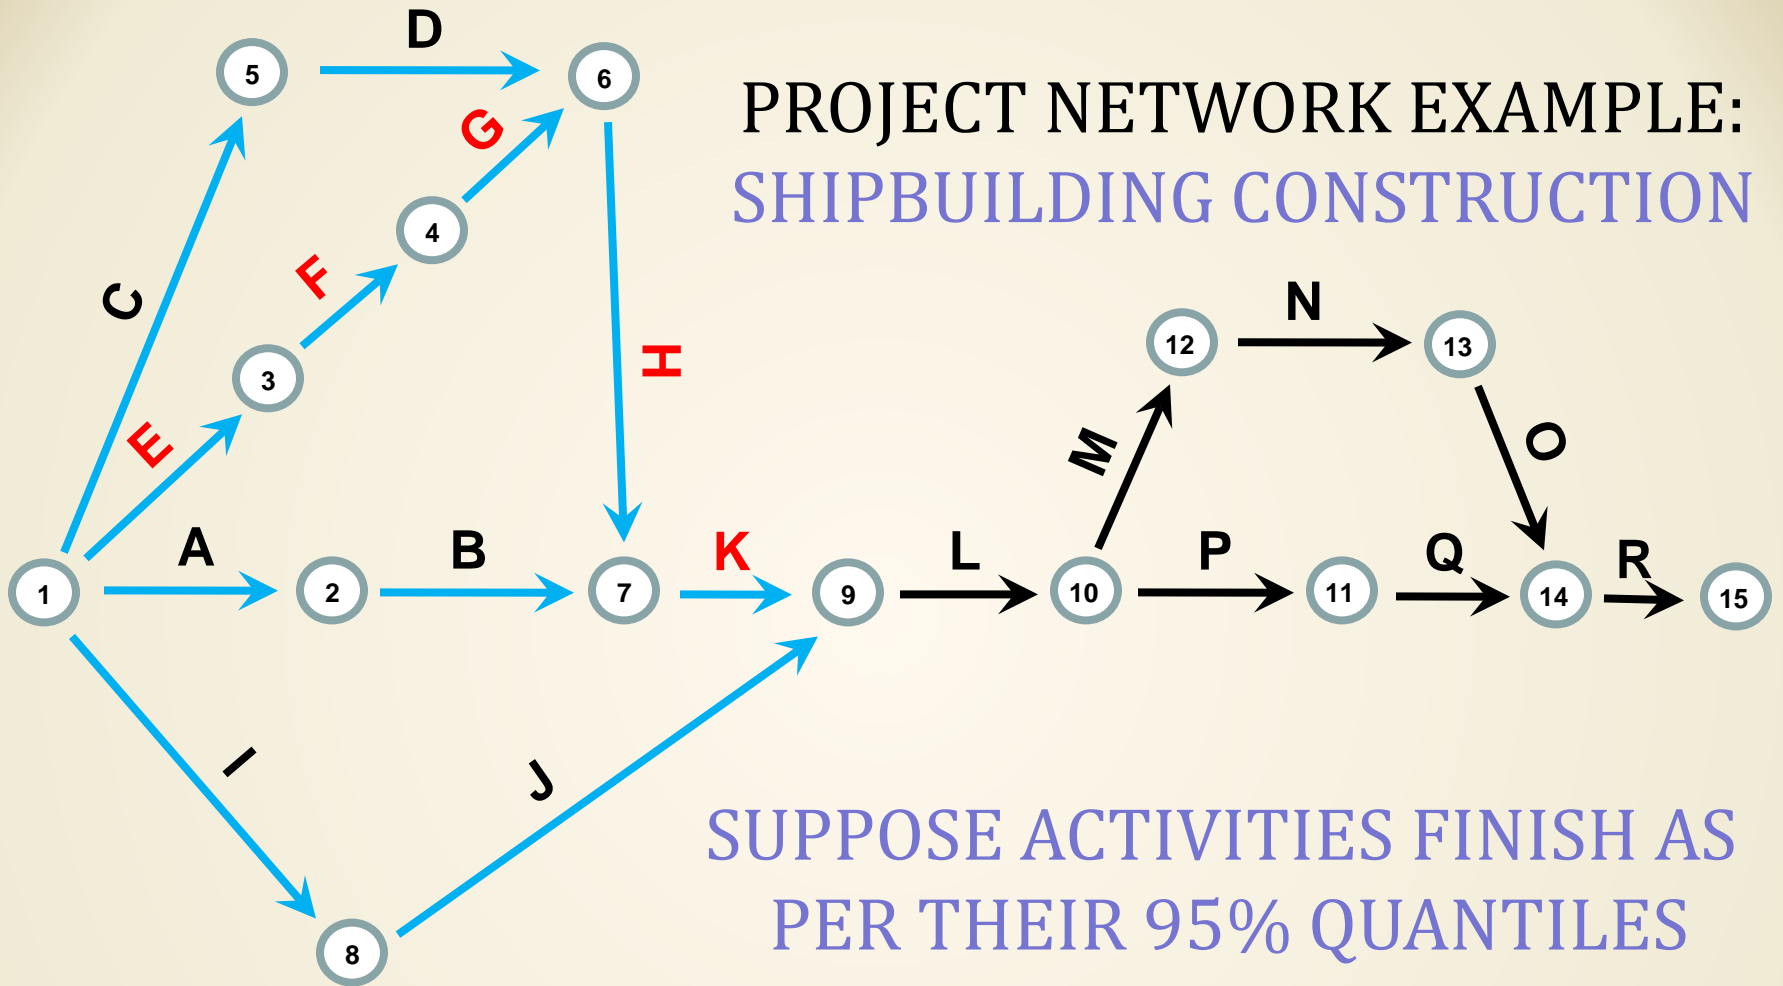 D
5
6
G
PROJECT NETWORK EXAMPLE:
SHIPBUILDING CONSTRUCTION
4
F
C
N
12
13
H
3
E
M
O
A
B
K
L
P
Q
R
1
2
7
9
10
11
14
15
I
J
SUPPOSE ACTIVITIES FINISH AS
PER THEIR 95% QUANTILES
8